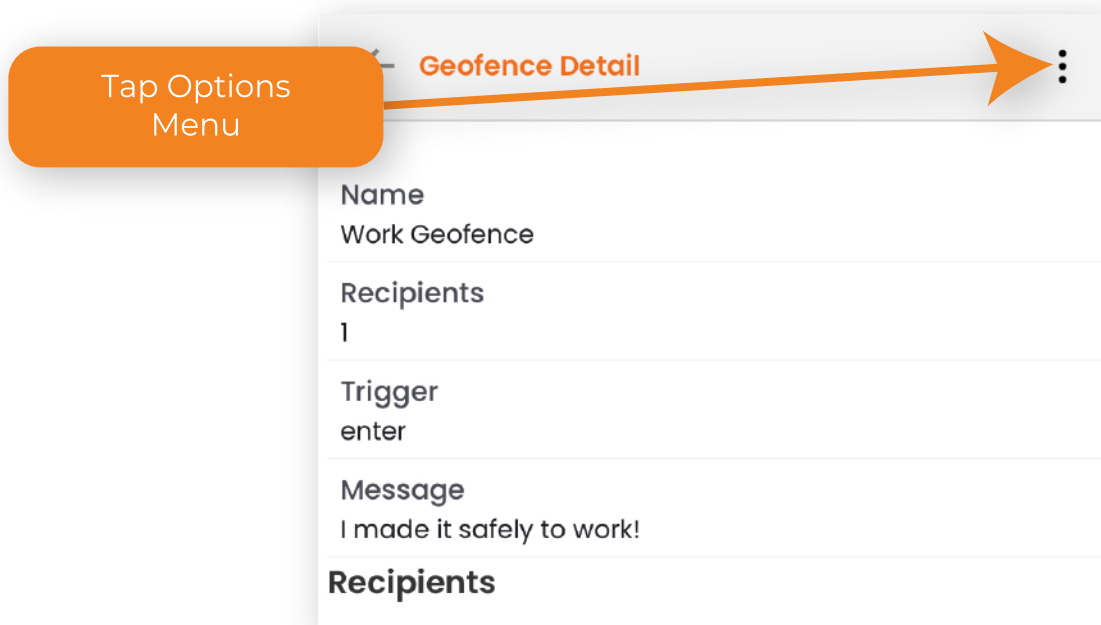 Tap Options
Menu
Geofence Detail
Name
Work Geofence
Recipients
1
Trigger
enter
Message
I made it safely to work!
Recipients